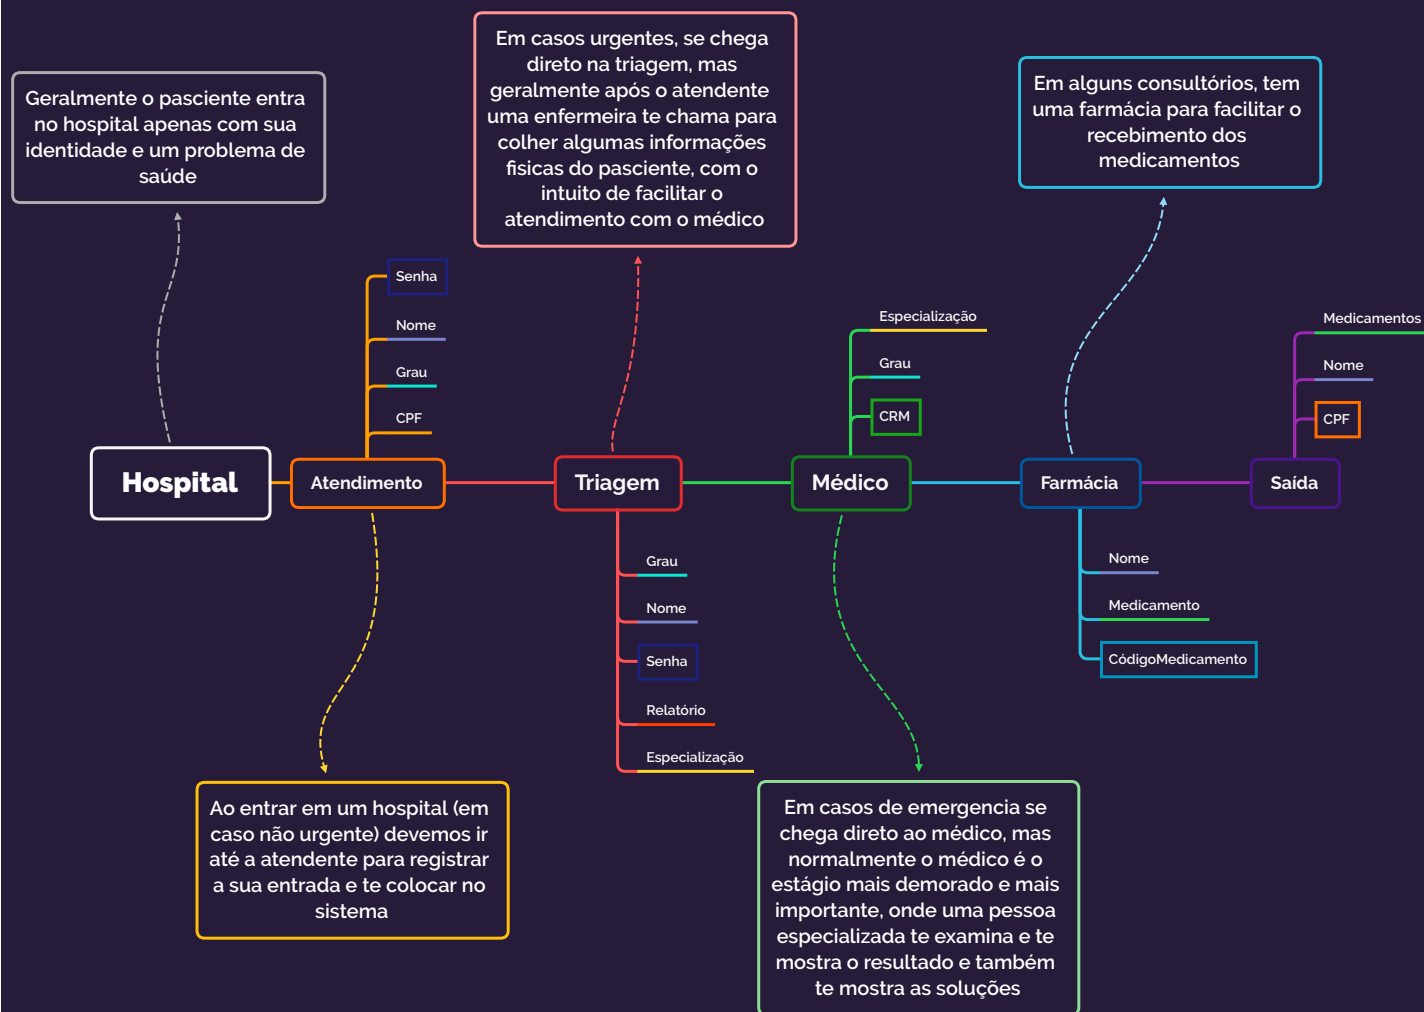 Geralmente o pasciente entra
no hospital apenas com sua
identidade e um problema de
saúde
Em casos urgentes, se chega
direto na triagem, mas
geralmente após o atendente
uma enfermeira te chama para
colher algumas informações
fisicas do pasciente, com o
intuito de facilitar o
atendimento com o médico
Em alguns consultórios, tem
uma farmácia para facilitar o
recebimento dos
medicamentos
Senha
Nome
Grau
CPF
Especialização
Grau
CRM
Medicamentos
Nome
CPF
Hospital
Atendimento
Triagem
Médico
Farmácia
Saída
Grau
Nome
Senha
Relatório
Especialização
Nome
Medicamento
CódigoMedicamento
Ao entrar em um hospital (em
caso não urgente) devemos ir
até a atendente para registrar
a sua entrada e te colocar no
sistema
Em casos de emergencia se
chega direto ao médico, mas
normalmente o médico é o
estágio mais demorado e mais
importante, onde uma pessoa
especializada te examina e te
mostra o resultado e também
te mostra as soluções